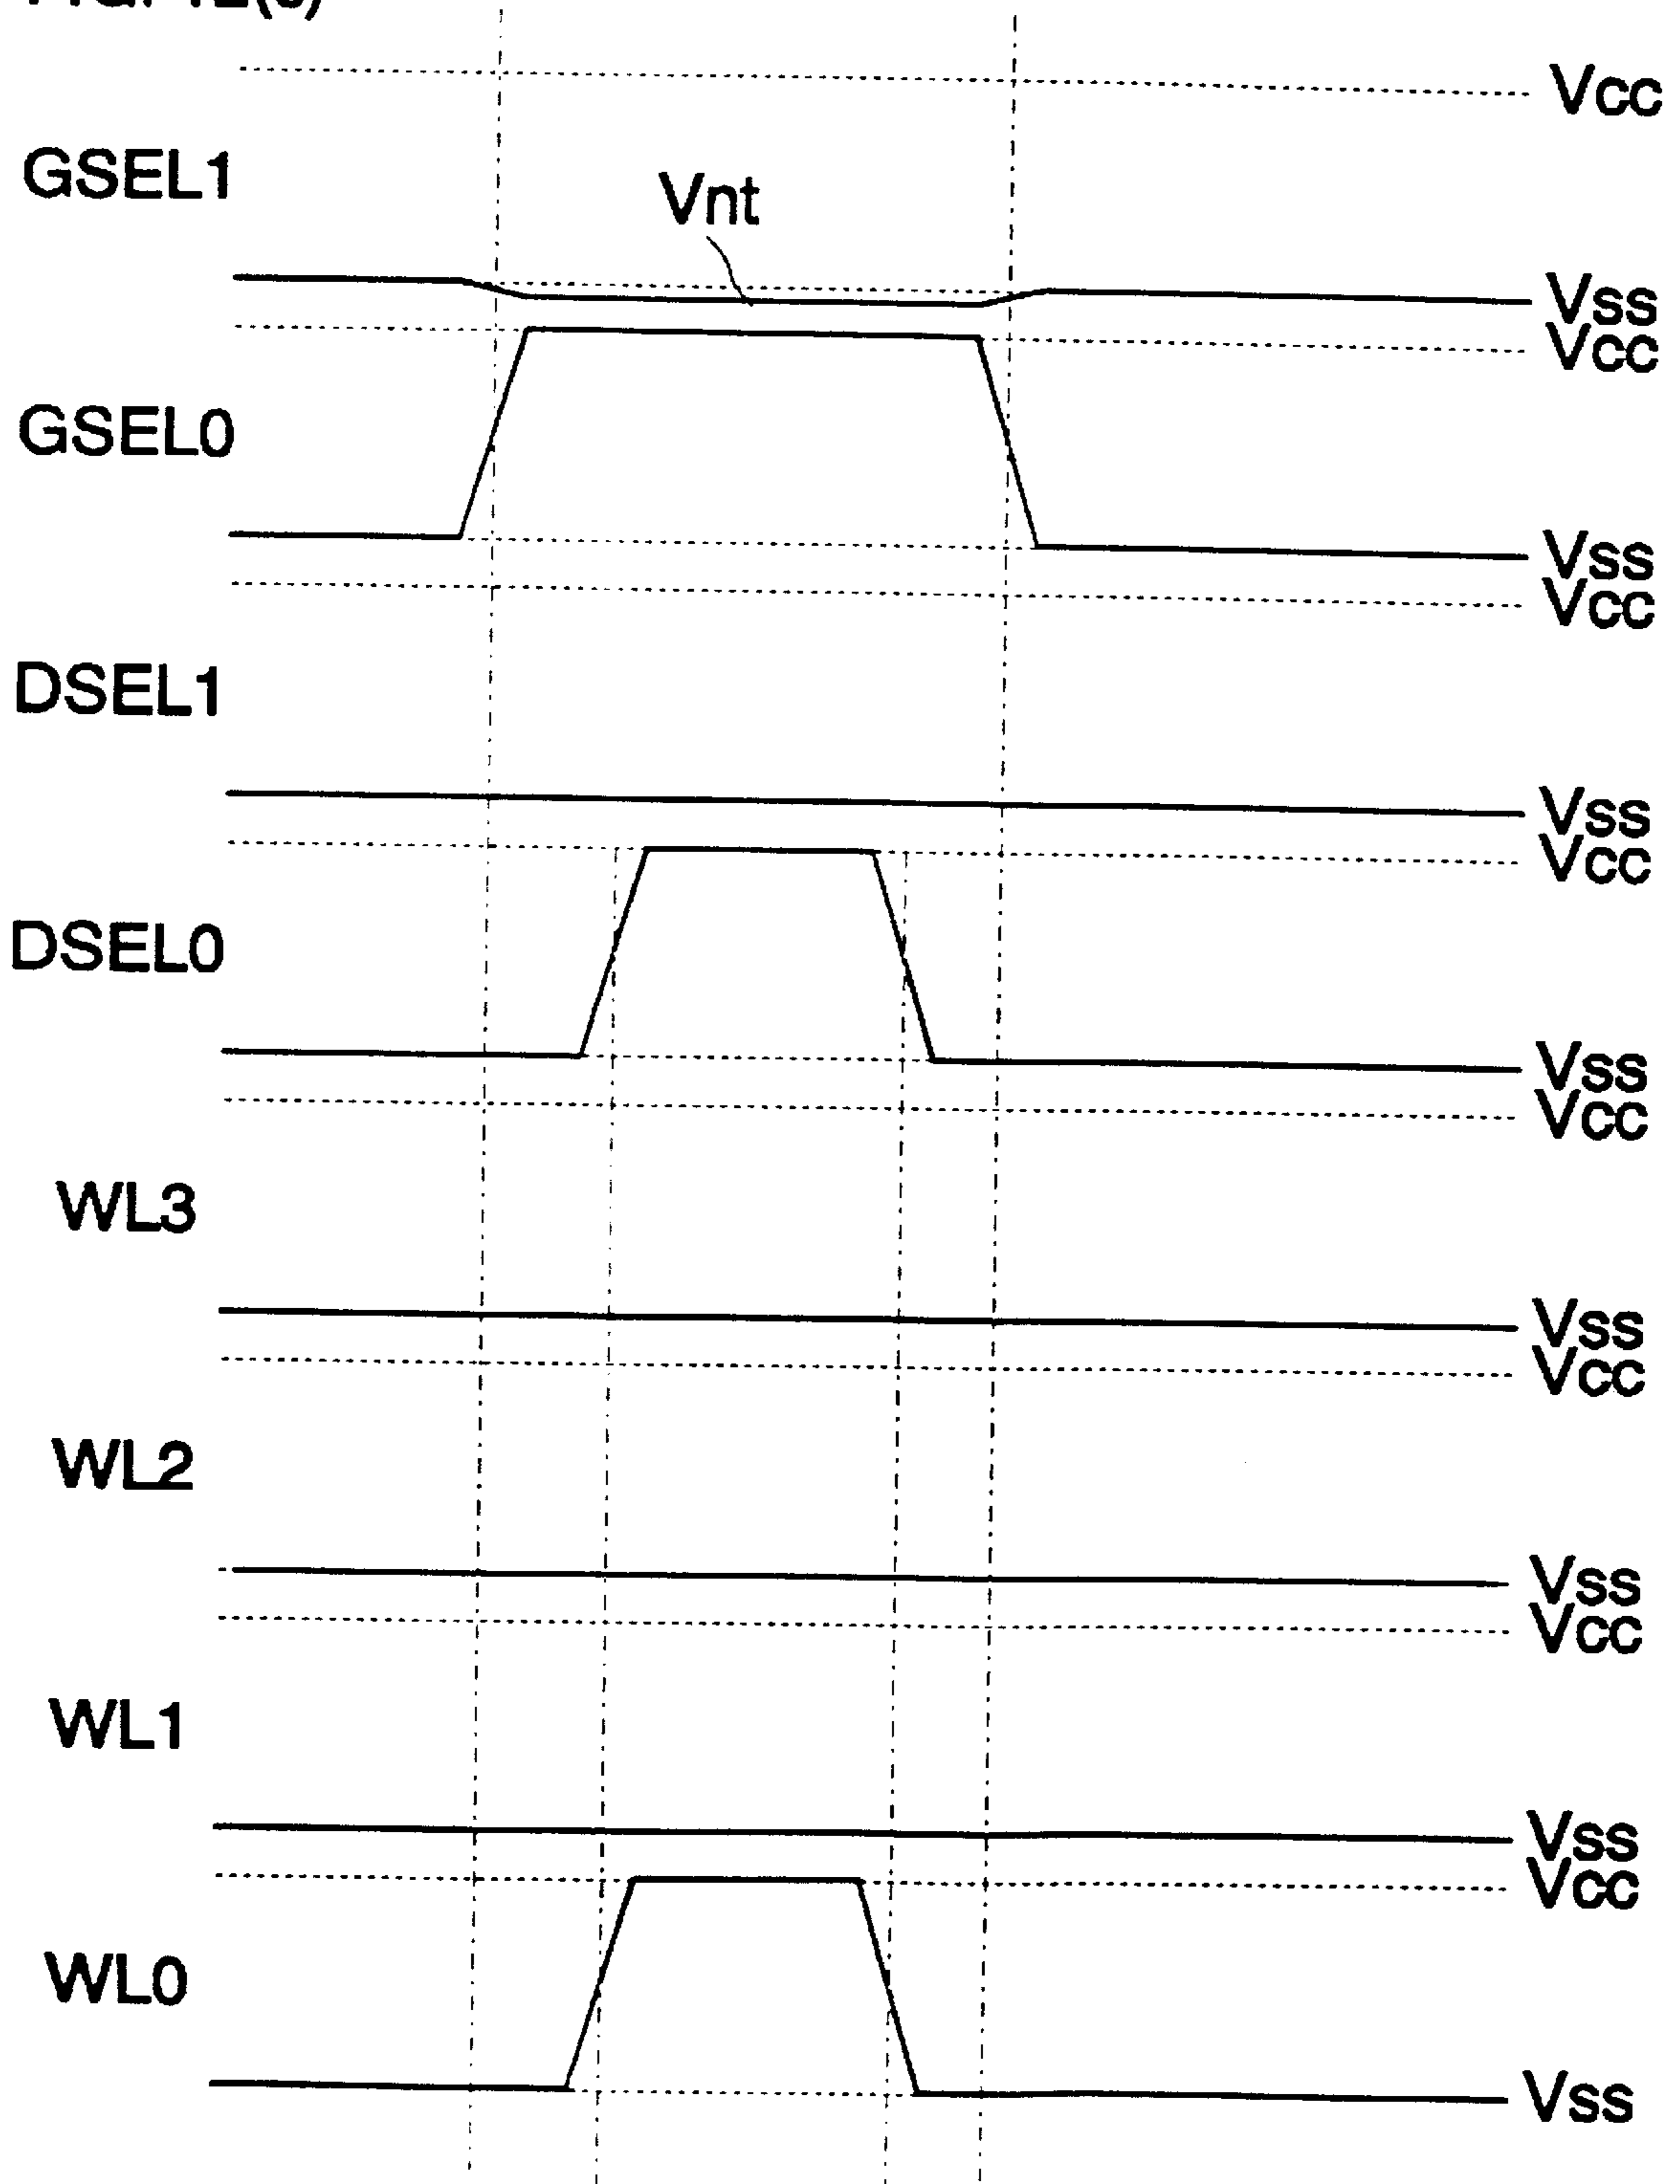 Vcc
GSEL1
Vnt
Vss
Vcc
GSEL0
Vss
Vcc
DSEL1
Vss
Vcc
DSEL0
Vss
Vcc
WL3
Vss
Vcc
WL2
Vss
Vcc
WL1
Vss
Vcc
WL0
Vss